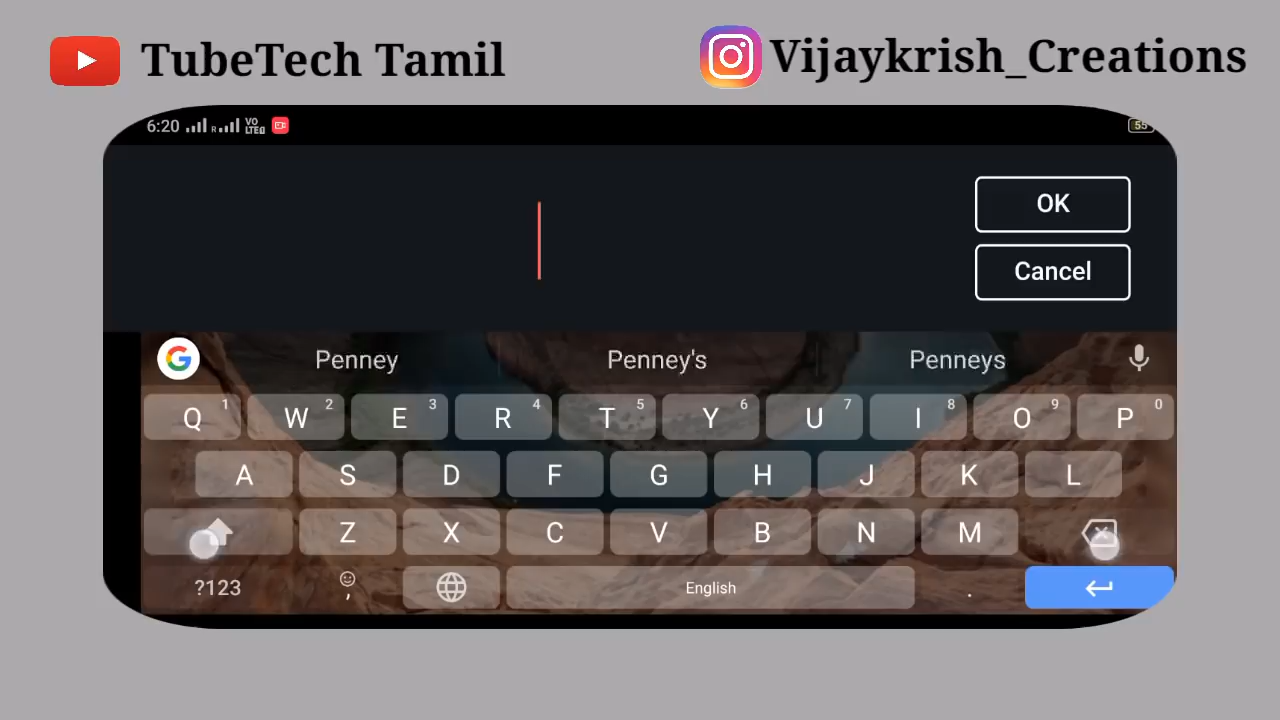 TubeTech Tamil
Vijaykrish_Creations
6:20 R VO LTE 55
OK
Cancel
G Penney Penney's Penneys
Q 1 W 2 E 3 R 4 T 5 Y 6 U 7 I 8 O 9 P 0
A S D F G H J K L
Z X C V B N M
?123 , English .